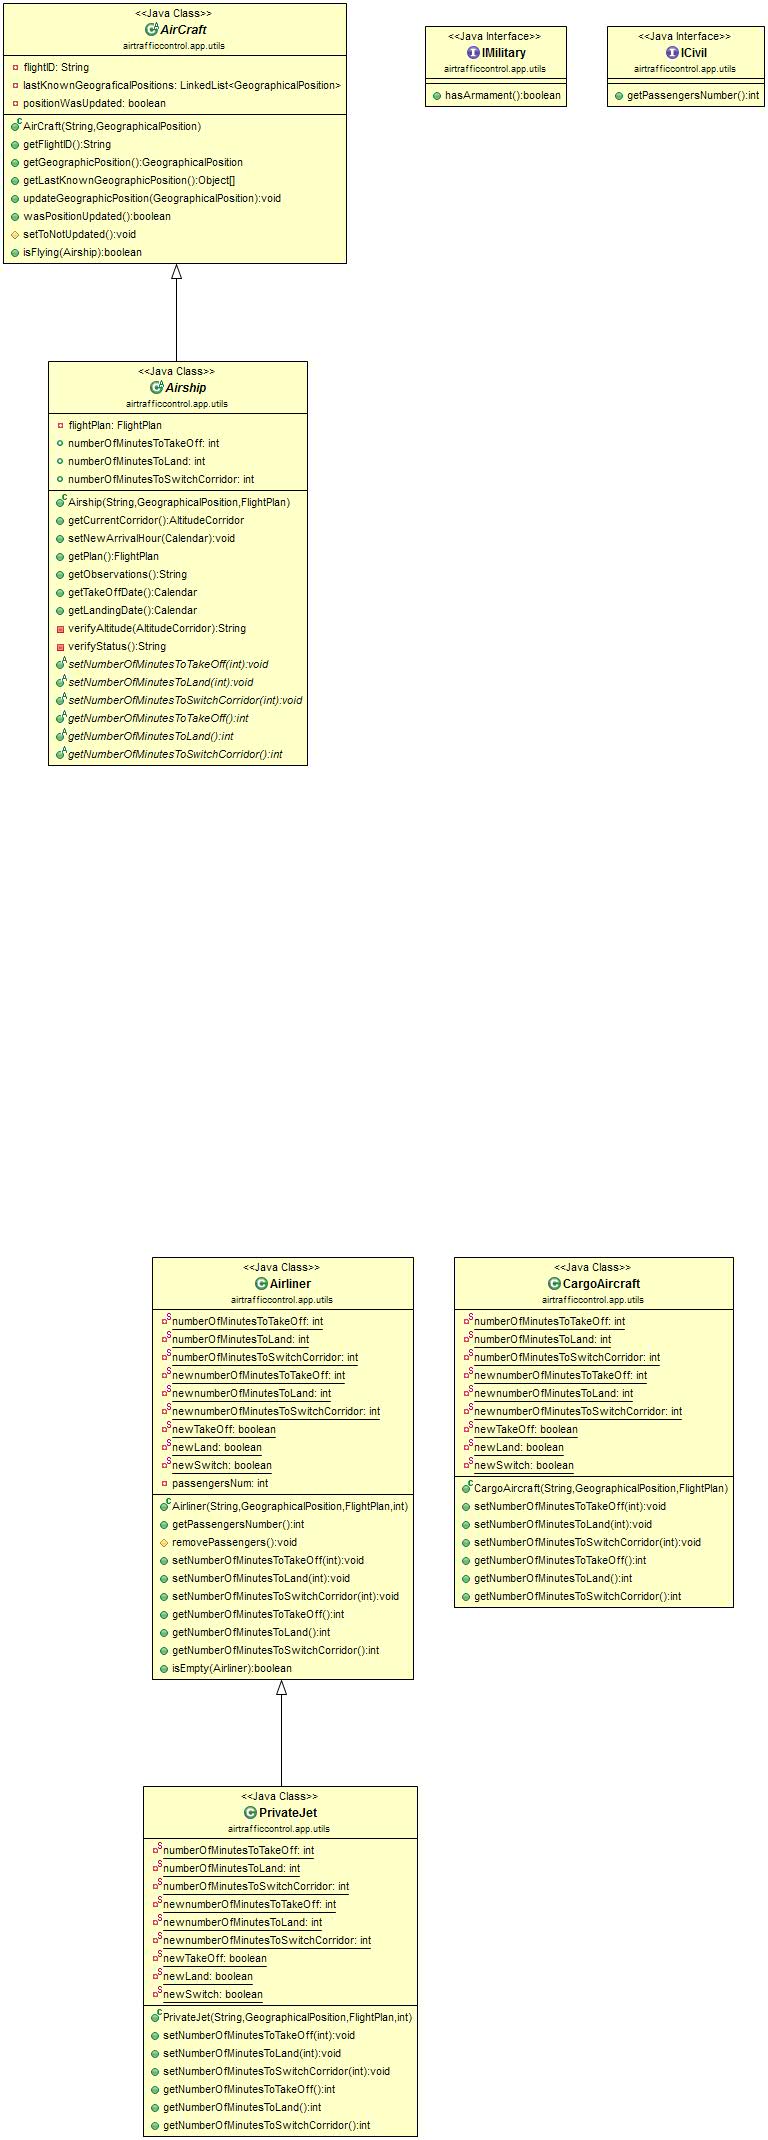 <<Java Class>>
AirCraft
airtrafficcontrol.app.utils
flightID: String
lastKnownGeograficalPositions: LinkedList<GeographicalPosition>
positionWasUpdated: boolean
AirCraft(String,GeographicalPosition)
getFlightID():String
getGeographicPosition():GeographicalPosition
getLastKnownGeographicPosition():Object[]
updateGeographicPosition(GeographicalPosition):void
wasPositionUpdated():boolean
setToNotUpdated():void
isFlying(Airship):boolean
<<Java Interface>>
IMilitary
airtrafficcontrol.app.utils
hasArmament():boolean
<<Java Interface>>
ICivil
airtrafficcontrol.app.utils
getPassengersNumber():int
<<Java Class>>
Airship
airtrafficcontrol.app.utils
flightPlan: FlightPlan
numberOfMinutesToTakeOff: int
numberOfMinutesToLand: int
numberOfMinutesToSwitchCorridor: int
Airship(String,GeographicalPosition,FlightPlan)
getCurrentCorridor():AltitudeCorridor
setNewArrivalHour(Calendar):void
getPlan():FlightPlan
getObservations():String
getTakeOffDate():Calendar
getLandingDate():Calendar
verifyAltitude(AltitudeCorridor):String
verifyStatus():String
setNumberOfMinutesToTakeOff(int):void
setNumberOfMinutesToLand(int):void
setNumberOfMinutesToSwitchCorridor(int):void
getNumberOfMinutesToTakeOff():int
getNumberOfMinutesToLand():int
getNumberOfMinutesToSwitchCorridor():int
<<Java Class>>
Airliner
airtrafficcontrol.app.utils
numberOfMinutesToTakeOff: int
numberOfMinutesToLand: int
numberOfMinutesToSwitchCorridor: int
newnumberOfMinutesToTakeOff: int
newnumberOfMinutesToLand: int
newnumberOfMinutesToSwitchCorridor: int
newTakeOff: boolean
newLand: boolean
newSwitch: boolean
passengersNum: int
Airliner(String,GeographicalPosition,FlightPlan,int)
getPassengersNumber():int
removePassengers():void
setNumberOfMinutesToTakeOff(int):void
setNumberOfMinutesToLand(int):void
setNumberOfMinutesToSwitchCorridor(int):void
getNumberOfMinutesToTakeOff():int
getNumberOfMinutesToLand():int
getNumberOfMinutesToSwitchCorridor():int
isEmpty(Airliner):boolean
<<Java Class>>
CargoAircraft
airtrafficcontrol.app.utils
numberOfMinutesToTakeOff: int
numberOfMinutesToLand: int
numberOfMinutesToSwitchCorridor: int
newnumberOfMinutesToTakeOff: int
newnumberOfMinutesToLand: int
newnumberOfMinutesToSwitchCorridor: int
newTakeOff: boolean
newLand: boolean
newSwitch: boolean
CargoAircraft(String,GeographicalPosition,FlightPlan)
setNumberOfMinutesToTakeOff(int):void
setNumberOfMinutesToLand(int):void
setNumberOfMinutesToSwitchCorridor(int):void
getNumberOfMinutesToTakeOff():int
getNumberOfMinutesToLand():int
getNumberOfMinutesToSwitchCorridor():int
<<Java Class>>
PrivateJet
airtrafficcontrol.app.utils
numberOfMinutesToTakeOff: int
numberOfMinutesToLand: int
numberOfMinutesToSwitchCorridor: int
newnumberOfMinutesToTakeOff: int
newnumberOfMinutesToLand: int
newnumberOfMinutesToSwitchCorridor: int
newTakeOff: boolean
newLand: boolean
newSwitch: boolean
PrivateJet(String,GeographicalPosition,FlightPlan,int)
setNumberOfMinutesToTakeOff(int):void
setNumberOfMinutesToLand(int):void
setNumberOfMinutesToSwitchCorridor(int):void
getNumberOfMinutesToTakeOff():int
getNumberOfMinutesToLand():int
getNumberOfMinutesToSwitchCorridor():int